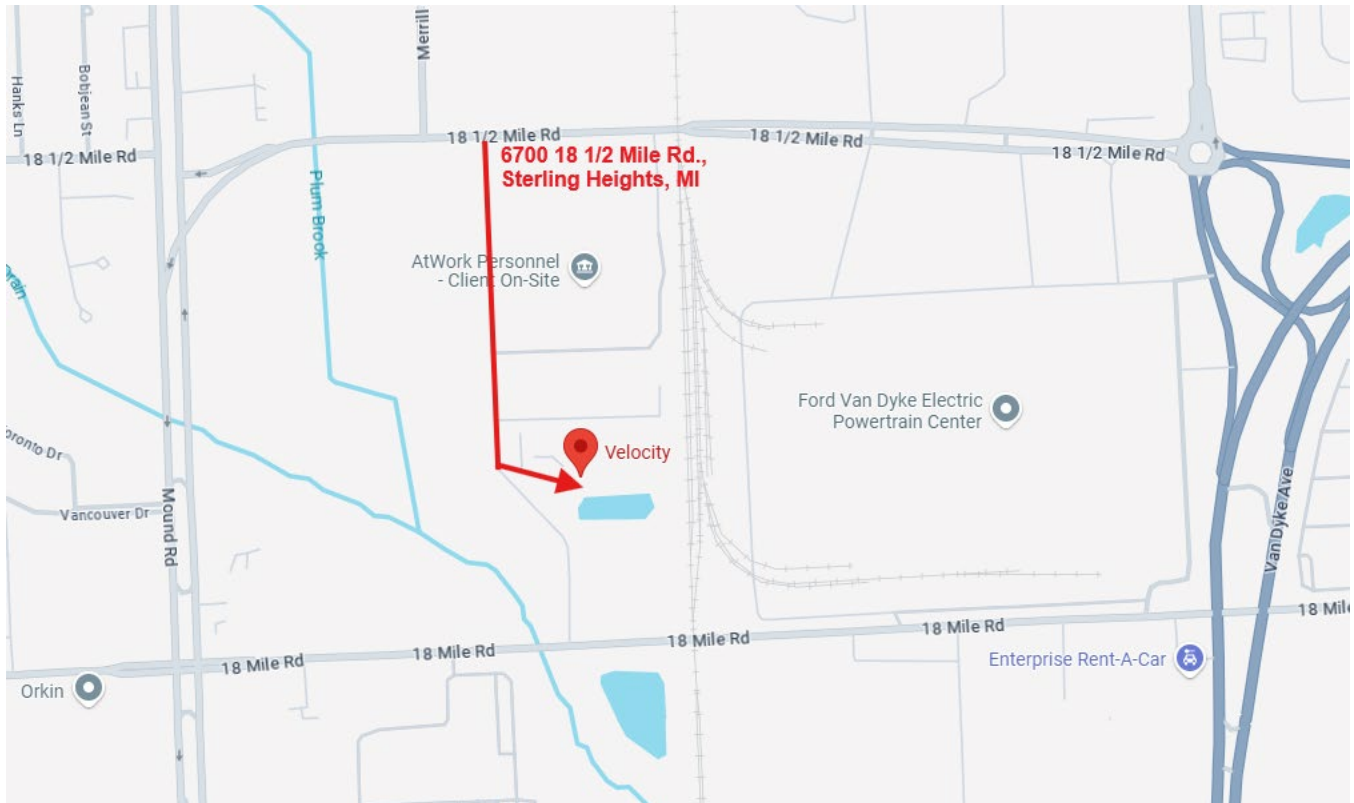 Hanks Ln
Bobjean St
Merrill
18 1/2 Mile Rd
18 1/2 Mile Rd
18 1/2 Mile Rd
18 1/2 Mile Rd
6700 18 1/2 Mile Rd.,
Sterling Heights, MI
Plum Brook
AtWork Personnel
- Client On-Site
Drain
Ford Van Dyke Electric
Powertrain Center
Velocity
Toronto Dr
Vancouver Dr
Mound Rd
Van Dyke Ave
18 Mile
18 Mile Rd
18 Mile Rd
18 Mile Rd
18 Mile Rd
Enterprise Rent-A-Car
Orkin